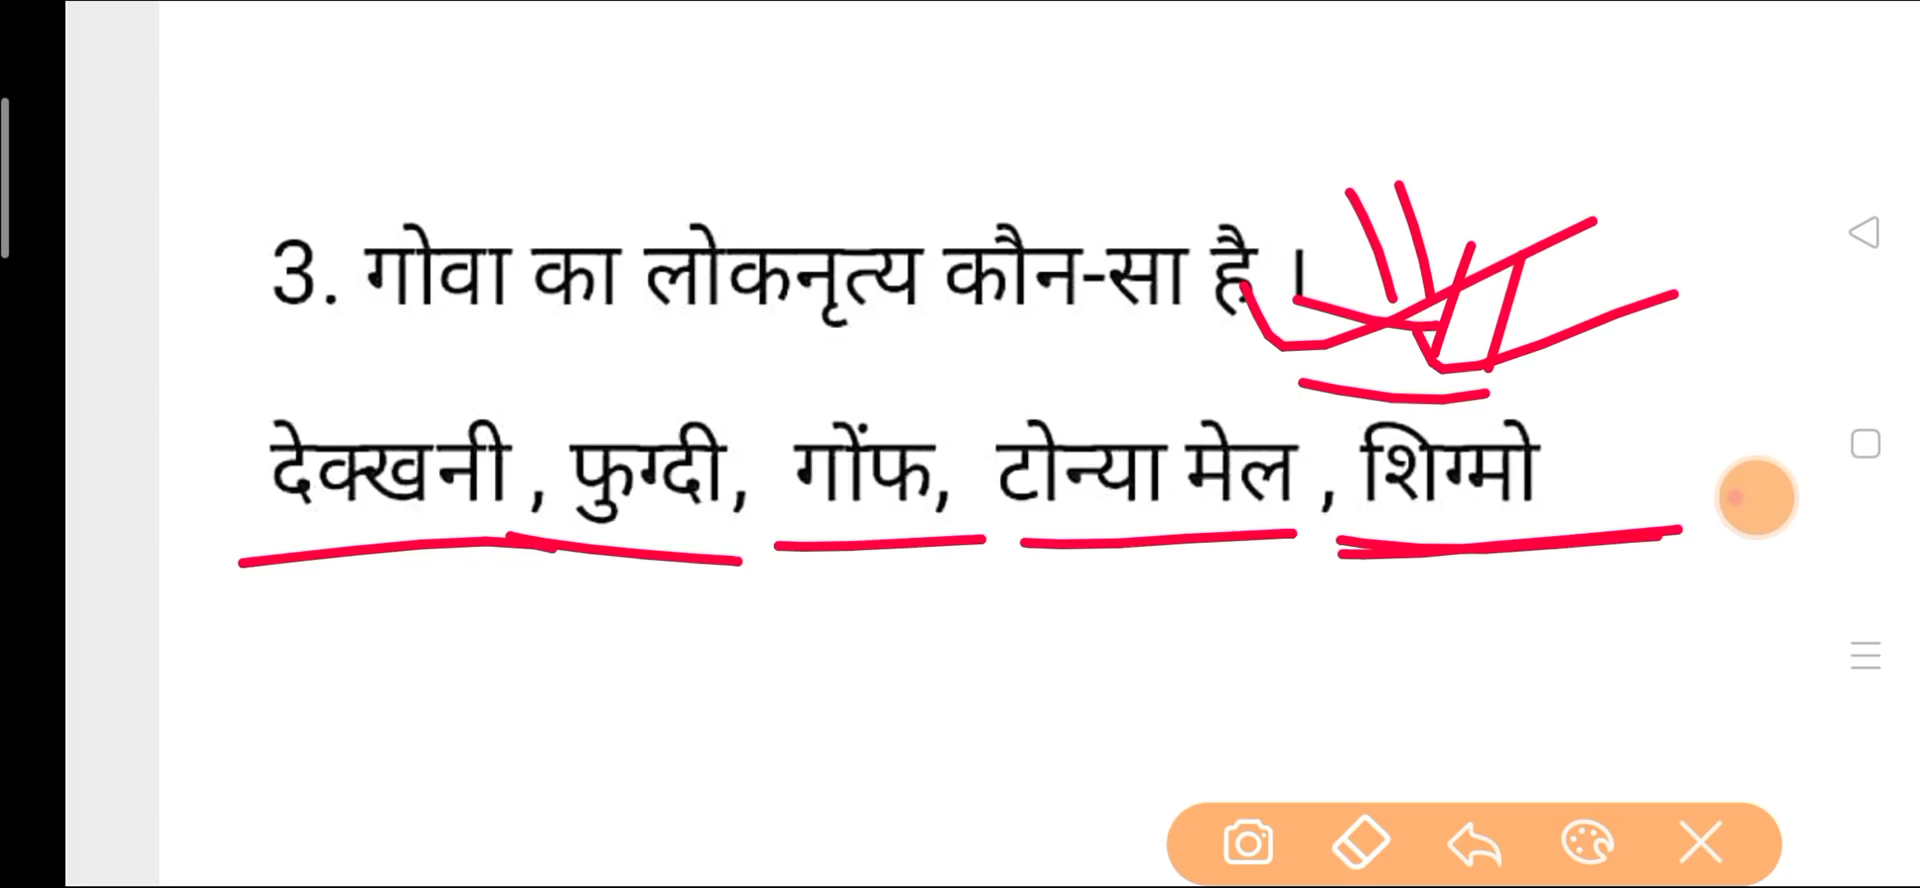 3. गोवा का लोकनृत्य कौन-सा है ।
देक्खनी , फुग्दी, गोंफ, टोन्या मेल , शिग्मो